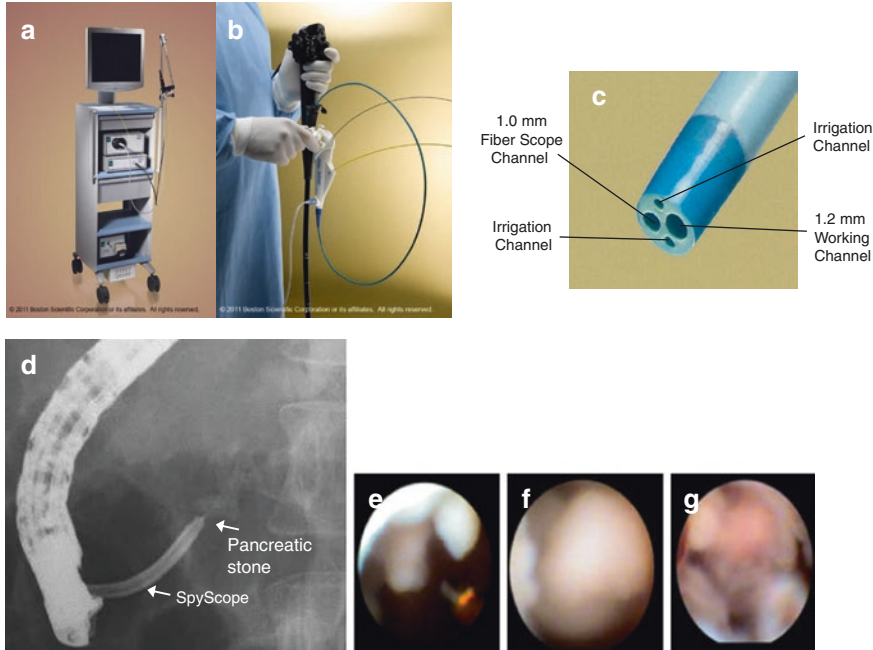 a
b
© 2011 Boston Scientific Corporation or its affiliates. All rights reserved.
© 2011 Boston Scientific Corporation or its affiliates. All rights reserved.
c
1.0 mm
Fiber Scope
Channel
Irrigation
Channel
Irrigation
Channel
1.2 mm
Working
Channel
d
Pancreatic
stone
SpyScope
e
f
g